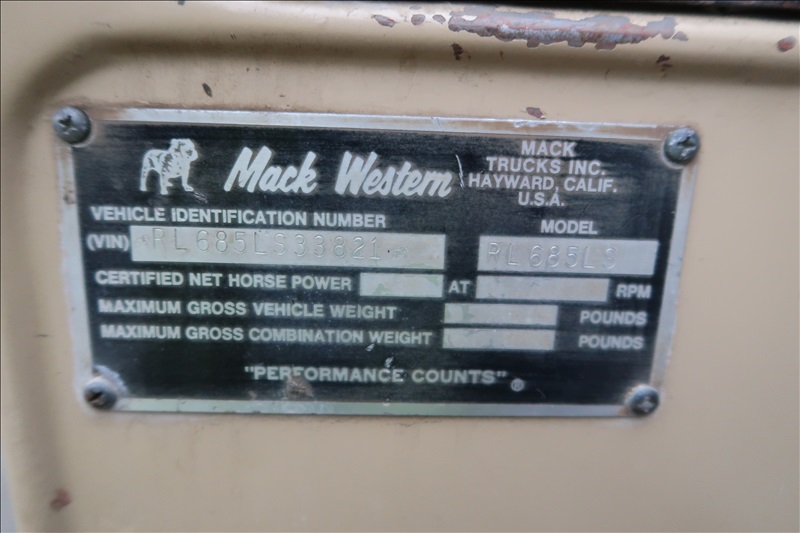 Mack Western
MACK
TRUCKS INC.
HAYWARD, CALIF.
U.S.A.
VEHICLE IDENTIFICATION NUMBER
(VIN) RL685LS33821
MODEL
RL685LS
CERTIFIED NET HORSE POWER AT RPM
MAXIMUM GROSS VEHICLE WEIGHT POUNDS
MAXIMUM GROSS COMBINATION WEIGHT POUNDS
"PERFORMANCE COUNTS" ®